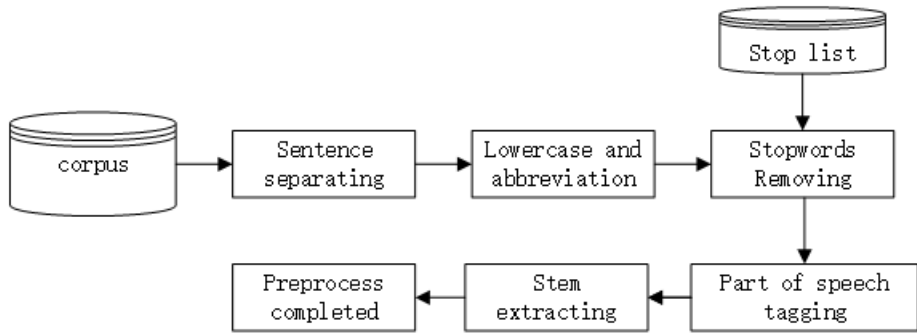 Stop list
corpus
Sentence
separating
Lowercase and
abbreviation
Stopwords
Removing
Part of speech
tagging
Stem
extracting
Preprocess
completed